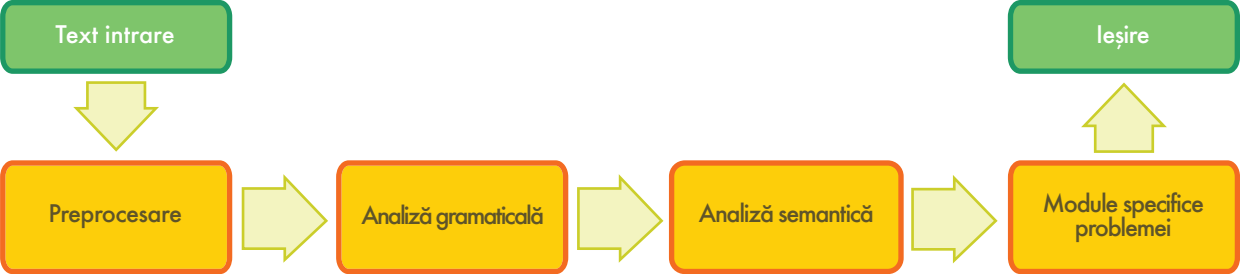 Text intrare
Ieșire
Preprocesare
Analiză gramaticală
Analiză semantică
Module specifice
problemei